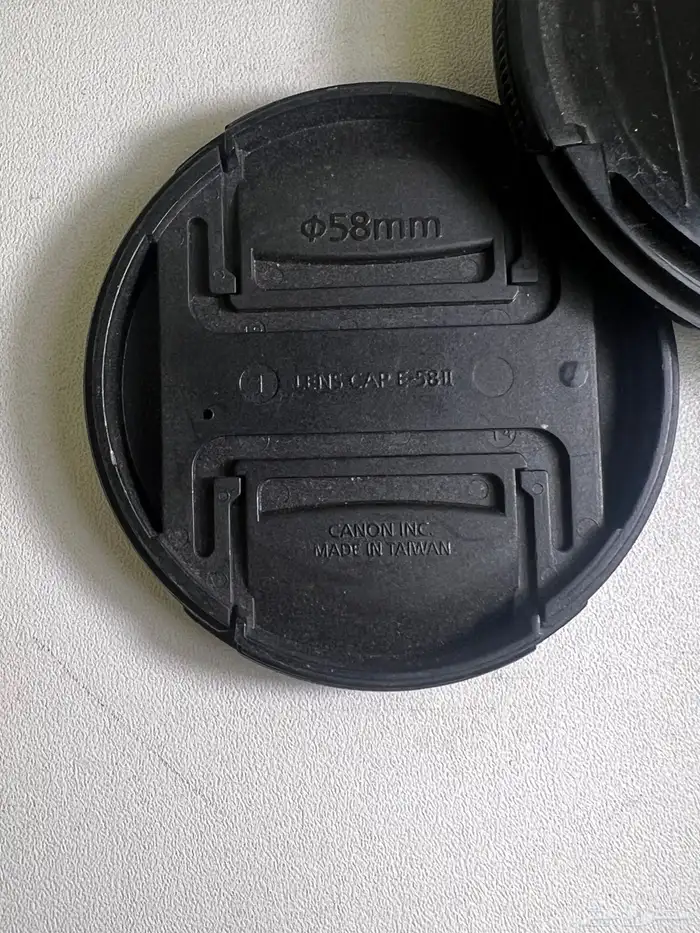 Φ58mm
1 LENS CAP E-58II
CANON INC.
MADE IN TAIWAN